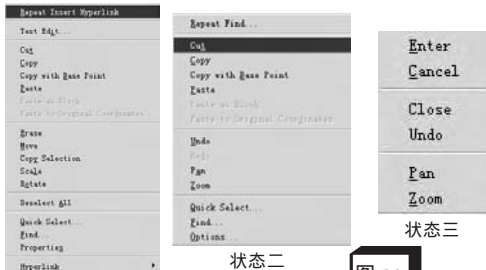 Repeat Insert Hyperlink
Text Edit...
Cut
Copy
Copy with Base Point
Paste
Paste as Block
Paste to Original Coordinates
Erase
Move
Copy Selection
Scale
Rotate
Deselect All
Quick Select...
Find...
Properties
Hyperlink
Repeat Find...
Cut
Copy
Copy with Base Point
Paste
Paste as Block
Paste to Original Coordinates
Undo
Redo
Pan
Zoom
Quick Select...
Find...
Options...
状态二
Enter
Cancel
Close
Undo
Pan
Zoom
状态三
图